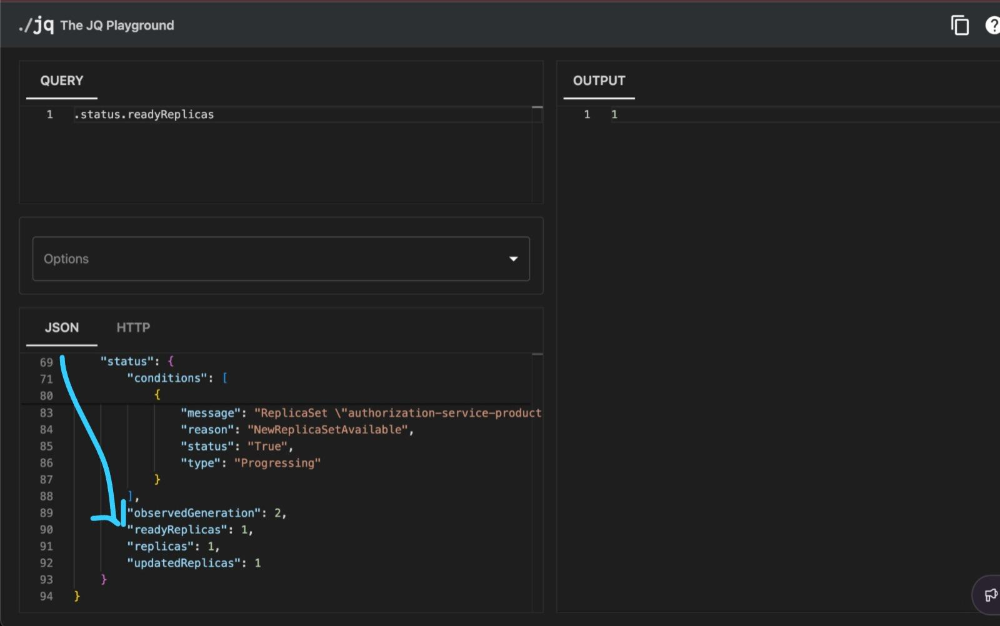 ./jq The JQ Playground
QUERY
1 .status.readyReplicas
Options
JSON HTTP
69 "status": {
71 "conditions": [
80 {
83 "message": "ReplicaSet \"authorization-service-product
84 "reason": "NewReplicaSetAvailable",
85 "status": "True",
86 "type": "Progressing"
87 }
88 ],
89 "observedGeneration": 2,
90 "readyReplicas": 1,
91 "replicas": 1,
92 "updatedReplicas": 1
93 }
94 }
OUTPUT
1 1